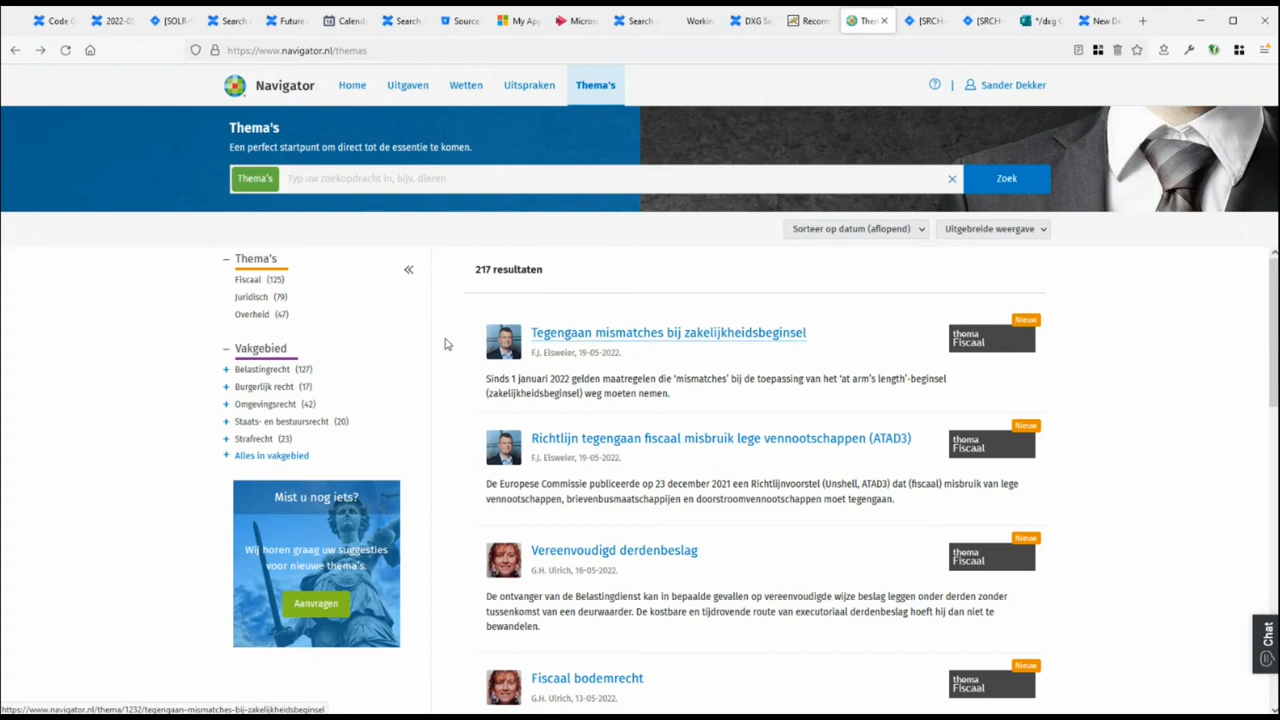 Code G
2022-05
[SOLR-
Search
Future
Calend
Search
Source
My Ap
Micros
Search
Workin
DXG Se
Recom
Then
[SRCH-
[SRCH-
*/dxg C
New De
https://www.navigator.nl/themas
Navigator
Home
Uitgaven
Wetten
Uitspraken
Thema's
Sander Dekker
Thema's
Een perfect startpunt om direct tot de essentie te komen.
Thema's
Typ uw zoekopdracht in, bijv. dieren
Zoek
Sorteer op datum (aflopend)
Uitgebreide weergave
Thema's
Fiscaal (125)
Juridisch (79)
Overheid (47)
Vakgebied
+ Belastingrecht (127)
+ Burgerlijk recht (17)
+ Omgevingsrecht (42)
+ Staats- en bestuursrecht (20)
+ Strafrecht (23)
+ Alles in vakgebied
Mist u nog iets?
Wij horen graag uw suggesties
voor nieuwe thema's.
Aanvragen
217 resultaten
Tegengaan mismatches bij zakelijkheidsbeginsel
F.J. Elsweier, 19-05-2022.
Nieuw
thema
Fiscaal
Sinds 1 januari 2022 gelden maatregelen die 'mismatches' bij de toepassing van het 'at arm's length'-beginsel
(zakelijkheidsbeginsel) weg moeten nemen.
Richtlijn tegengaan fiscaal misbruik lege vennootschappen (ATAD3)
F.J. Elsweier, 19-05-2022.
Nieuw
thema
Fiscaal
De Europese Commissie publiceerde op 23 december 2021 een Richtlijnvoorstel (Unshell, ATAD3) dat (fiscaal) misbruik van lege
vennootschappen, brievenbusmaatschappijen en doorstroomvennootschappen moet tegengaan.
Vereenvoudigd derdenbeslag
G.H. Ulrich, 16-05-2022.
Nieuw
thema
Fiscaal
De ontvanger van de Belastingdienst kan in bepaalde gevallen op vereenvoudigde wijze beslag leggen onder derden zonder
tussenkomst van een deurwaarder. De kostbare en tijdrovende route van executoriaal derdenbeslag hoeft hij dan niet te
bewandelen.
Fiscaal bodemrecht
G.H. Ulrich, 13-05-2022.
Nieuw
thema
Fiscaal
Chat
https://www.navigator.nl/thema/1232/tegengaan-mismatches-bij-zakelijkheidsbeginsel